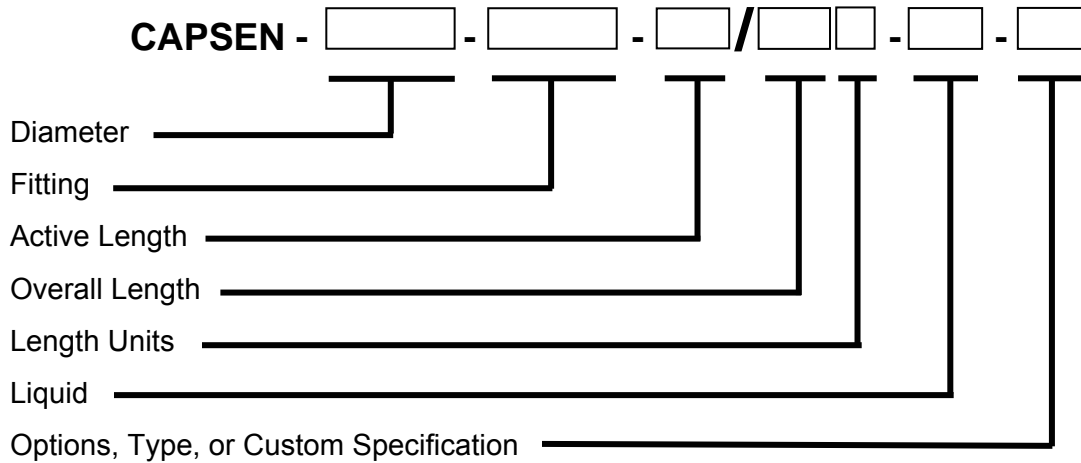 CAPSEN - - - / - -
Diameter
Fitting
Active Length
Overall Length
Length Units
Liquid
Options, Type, or Custom Specification